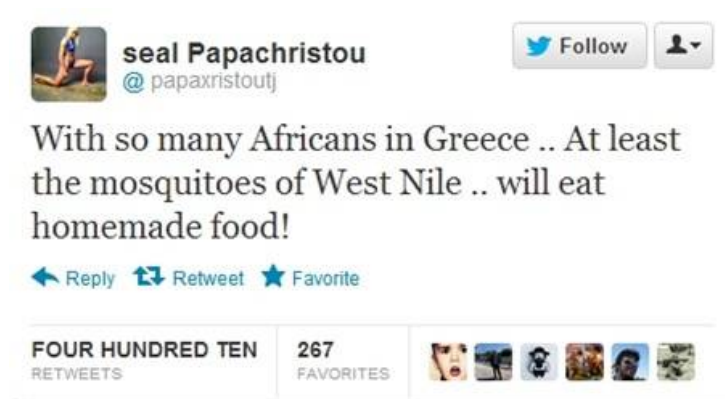 seal Papachristou
@ papaxristoutj
Follow
With so many Africans in Greece .. At least
the mosquitoes of West Nile .. will eat
homemade food!
Reply Retweet Favorite
FOUR HUNDRED TEN 267
RETWEETS FAVORITES